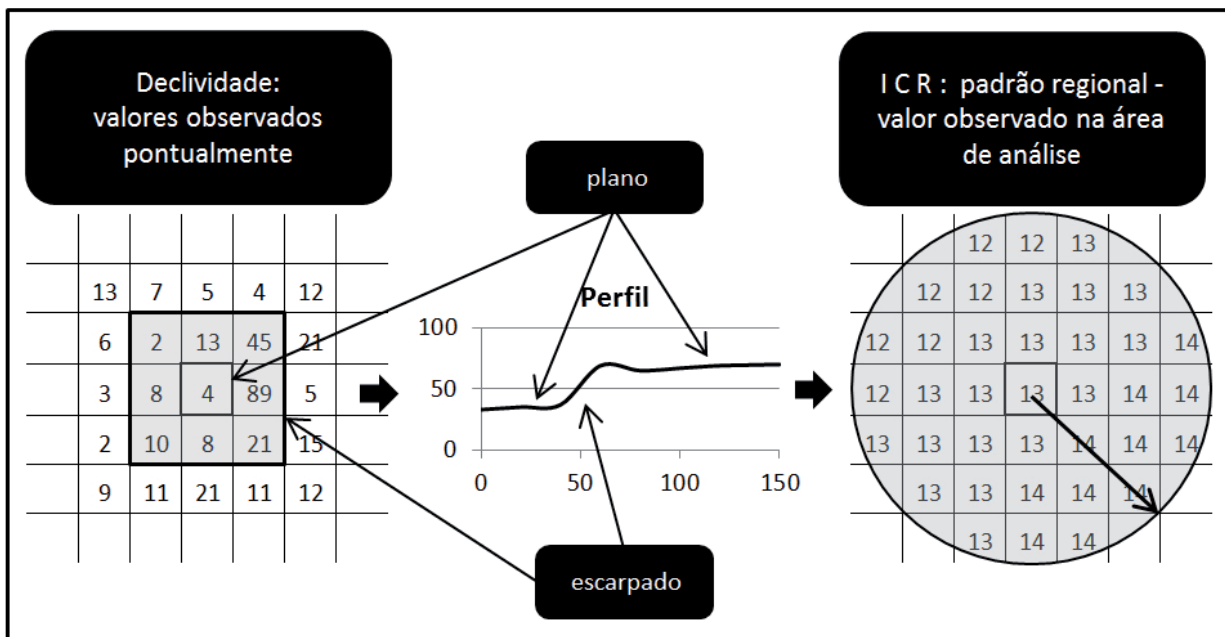 Declividade:
valores observados
pontualmente
I C R : padrão regional -
valor observado na área
de análise
plano
13 7 5 4 12
6 2 13 45 21
3 8 4 89 5
2 10 8 21 15
9 11 21 11 12
Perfil
100
50
0
0 50 100 150
12 12 13
12 12 13 13 13
12 12 13 13 13 13 14
12 13 13 13 13 14 14
13 13 13 13 14 14 14
13 13 14 14 14
13 14 14
escarpado